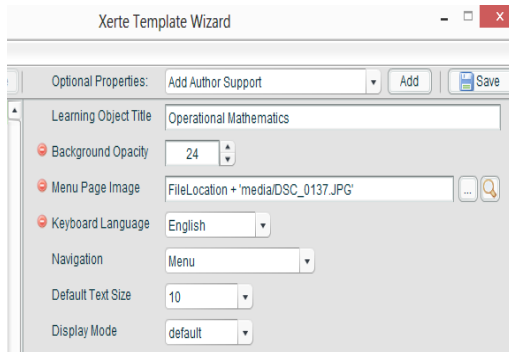 Xerte Template Wizard
Optional Properties: Add Author Support Add Save
Learning Object Title Operational Mathematics
Background Opacity 24
Menu Page Image FileLocation + 'media/DSC_0137.JPG' ...
Keyboard Language English
Navigation Menu
Default Text Size 10
Display Mode default